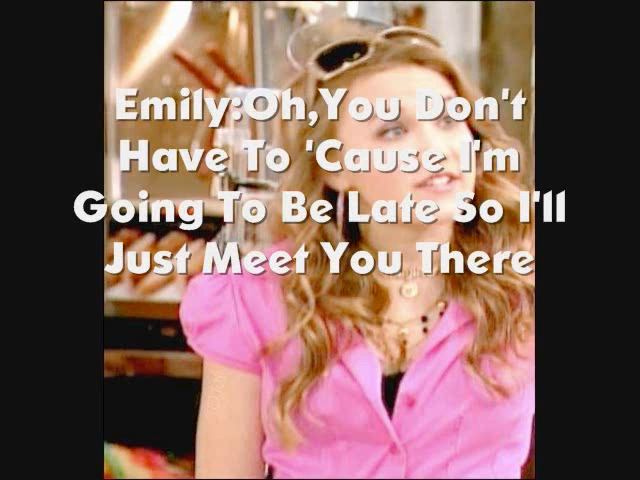 Emily:Oh,You Don't
Have To 'Cause I'm
Going To Be Late So I'll
Just Meet You There